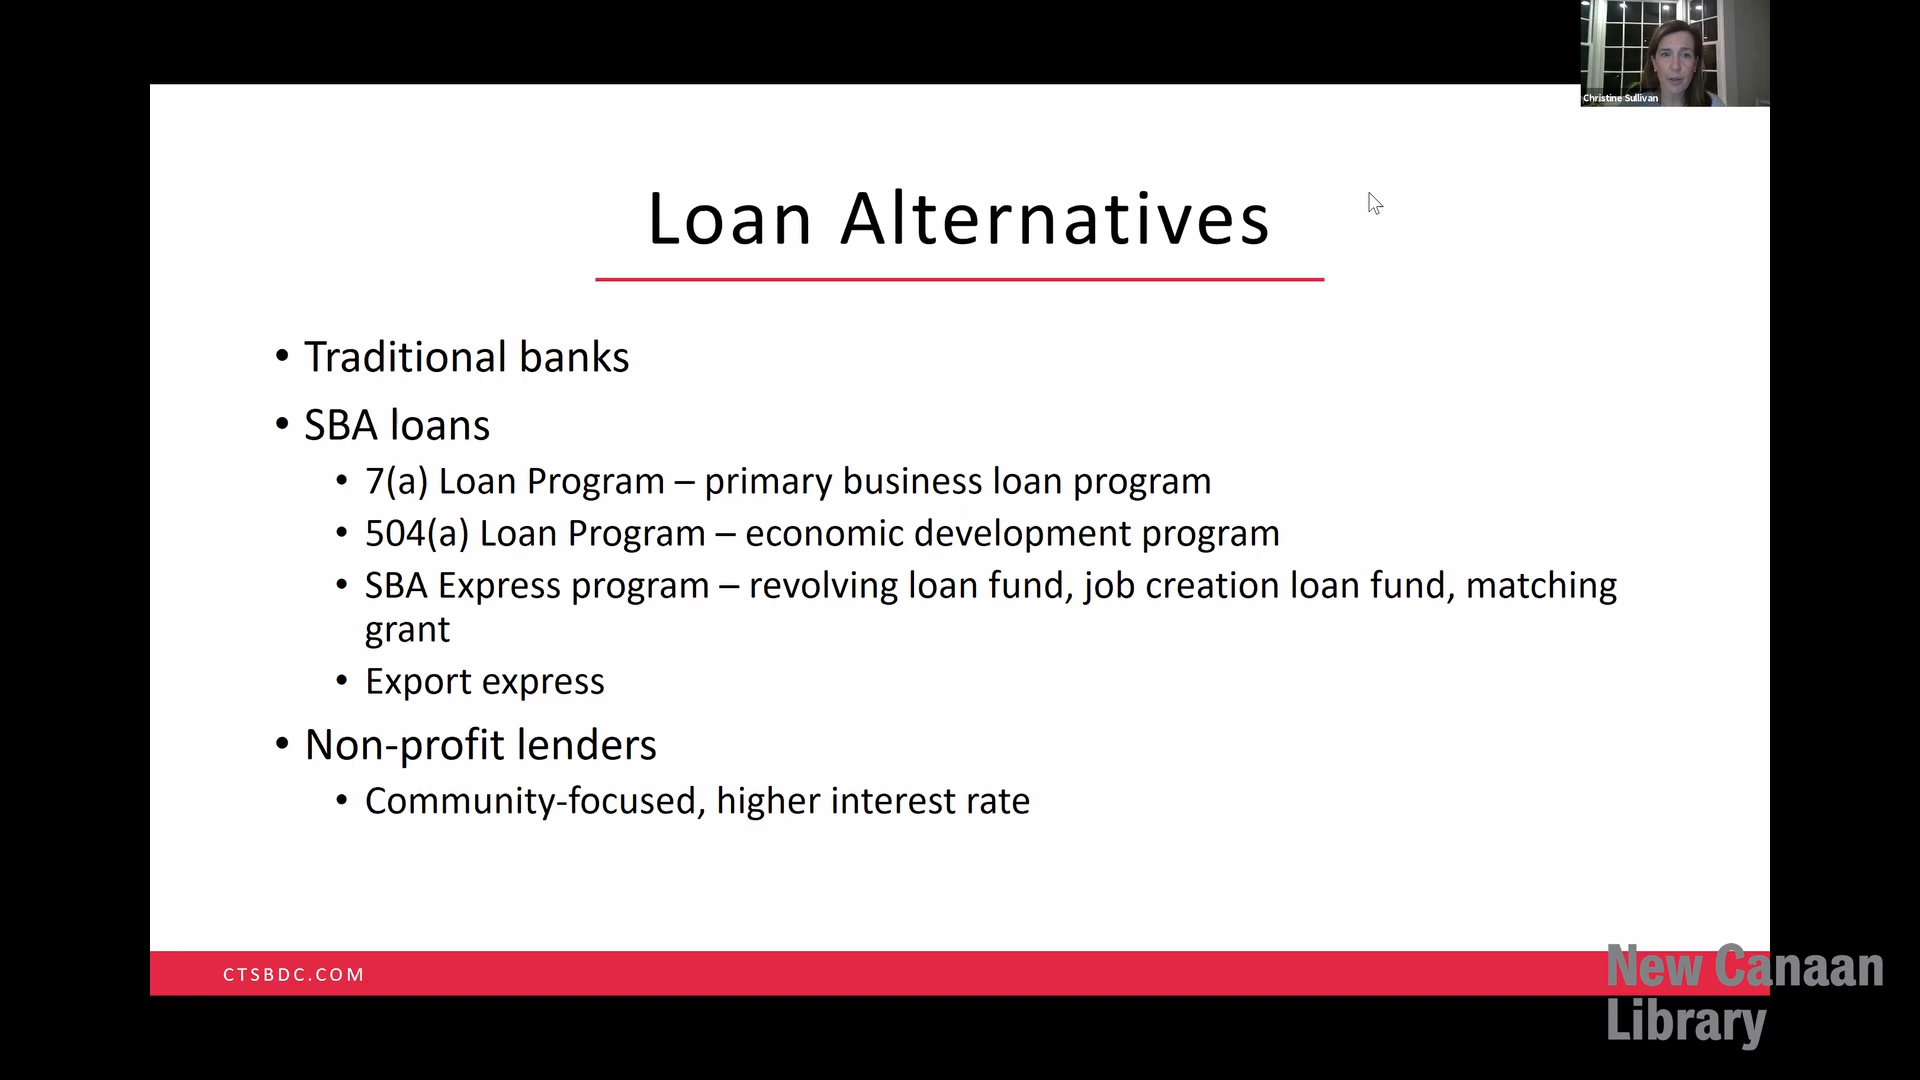 Christine Sullivan
Loan Alternatives
• Traditional banks
• SBA loans
• 7(a) Loan Program – primary business loan program
• 504(a) Loan Program – economic development program
• SBA Express program – revolving loan fund, job creation loan fund, matching
grant
• Export express
• Non-profit lenders
• Community-focused, higher interest rate
CTSBDC.COM
New Canaan
Library